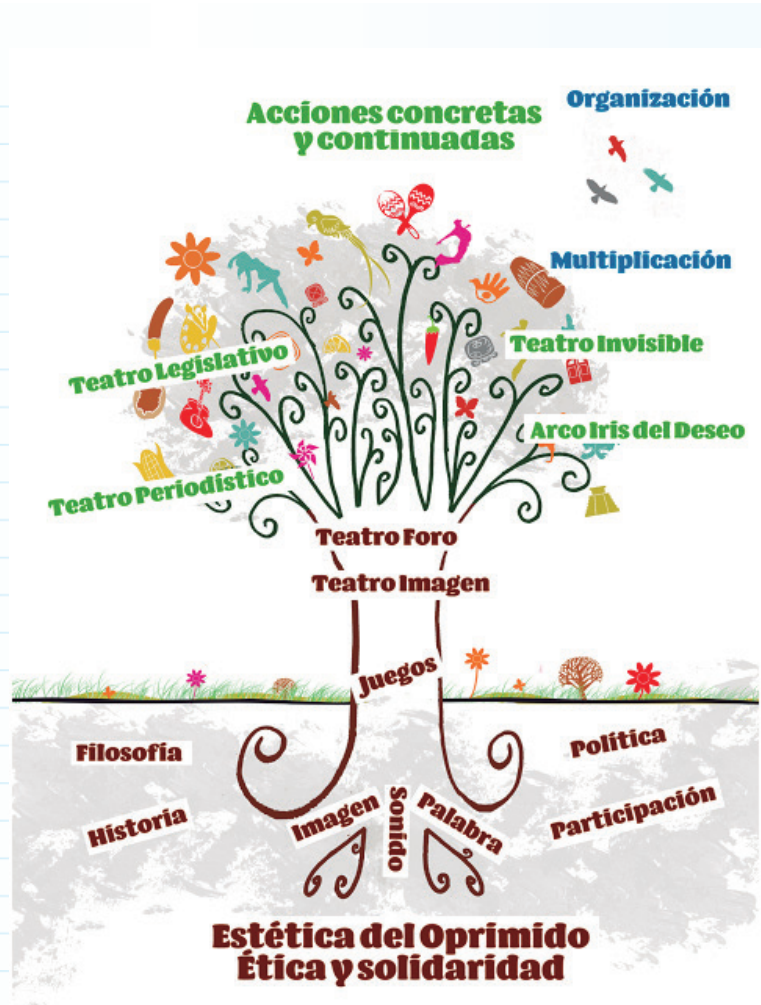 Organización
Acciones concretas
y continuadas
Multiplicación
Teatro Invisible
Teatro Legislativo
Arco Iris del Deseo
Teatro Periodístico
Teatro Foro
Teatro Imagen
Juegos
Filosofía
Política
Historia
Imagen
Sonido
Palabra
Participación
Estética del Oprimido
Ética y solidaridad